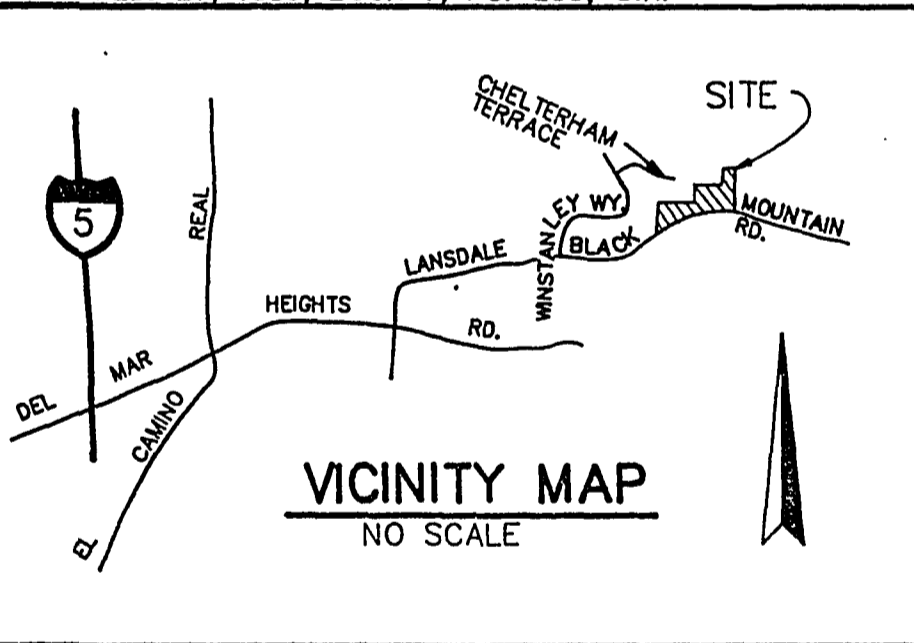 CHELTERHAM
TERRACE
SITE
5
REAL
WINSTANLEY WY.
MOUNTAIN
RD.
BLACK
LANSDALE
HEIGHTS
RD.
MAR
DEL
CAMINO
EL
VICINITY MAP
NO SCALE